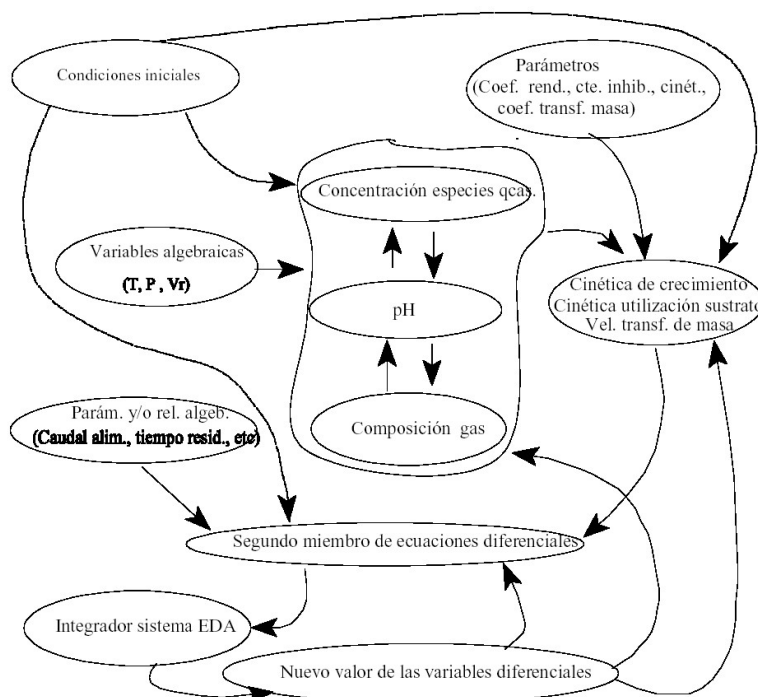 Condiciones iniciales
Parámetros
(Coef. rend., cte. inhib., cinét.,
coef. transf. masa)
Concentración especies qcas.
Variables algebraicas
(T, P , Vr)
pH
Cinética de crecimiento
Cinética utilización sustrato
Vel. transf. de masa
Parám. y/o rel. algeb.
(Caudal alim., tiempo resid., etc)
Composición gas
Segundo miembro de ecuaciones diferenciales
Integrador sistema EDA
Nuevo valor de las variables diferenciales